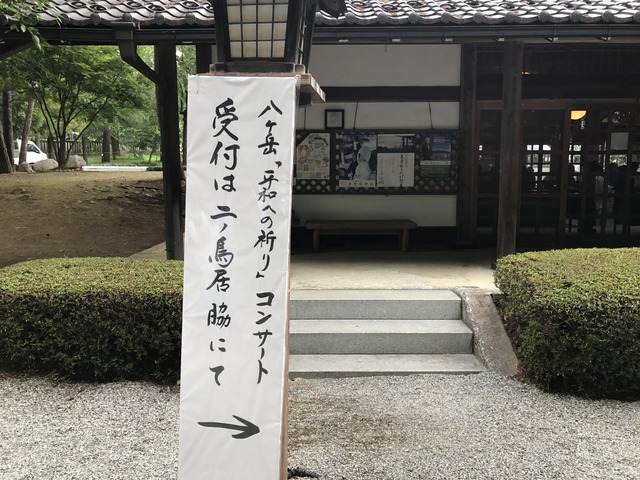 八ヶ岳「平和への祈り」コンサート
受付は二ノ鳥居脇にて
→